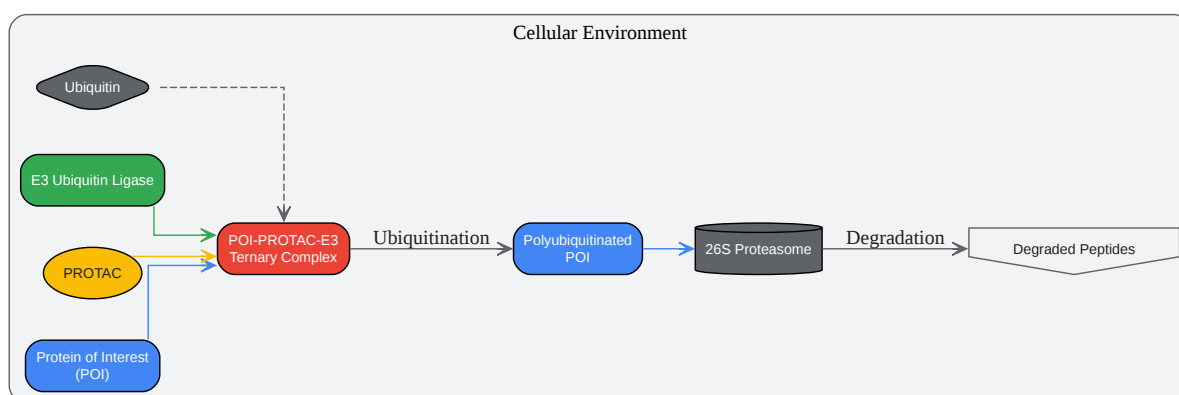 Cellular Environment
Ubiquitin
E3 Ubiquitin Ligase
PROTAC
Protein of Interest
(POI)
POI-PROTAC-E3
Ternary Complex
Ubiquitination
Polyubiquitinated
POI
26S Proteasome
Degradation
Degraded Peptides